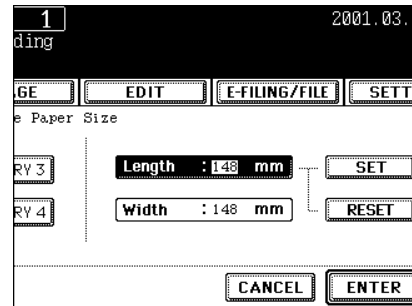 1 2001.03.
ding
GE EDIT E-FILING/FILE SETT
e Paper Size
RY 3 Length : 148 mm SET
RY 4 Width : 148 mm RESET
CANCEL ENTER